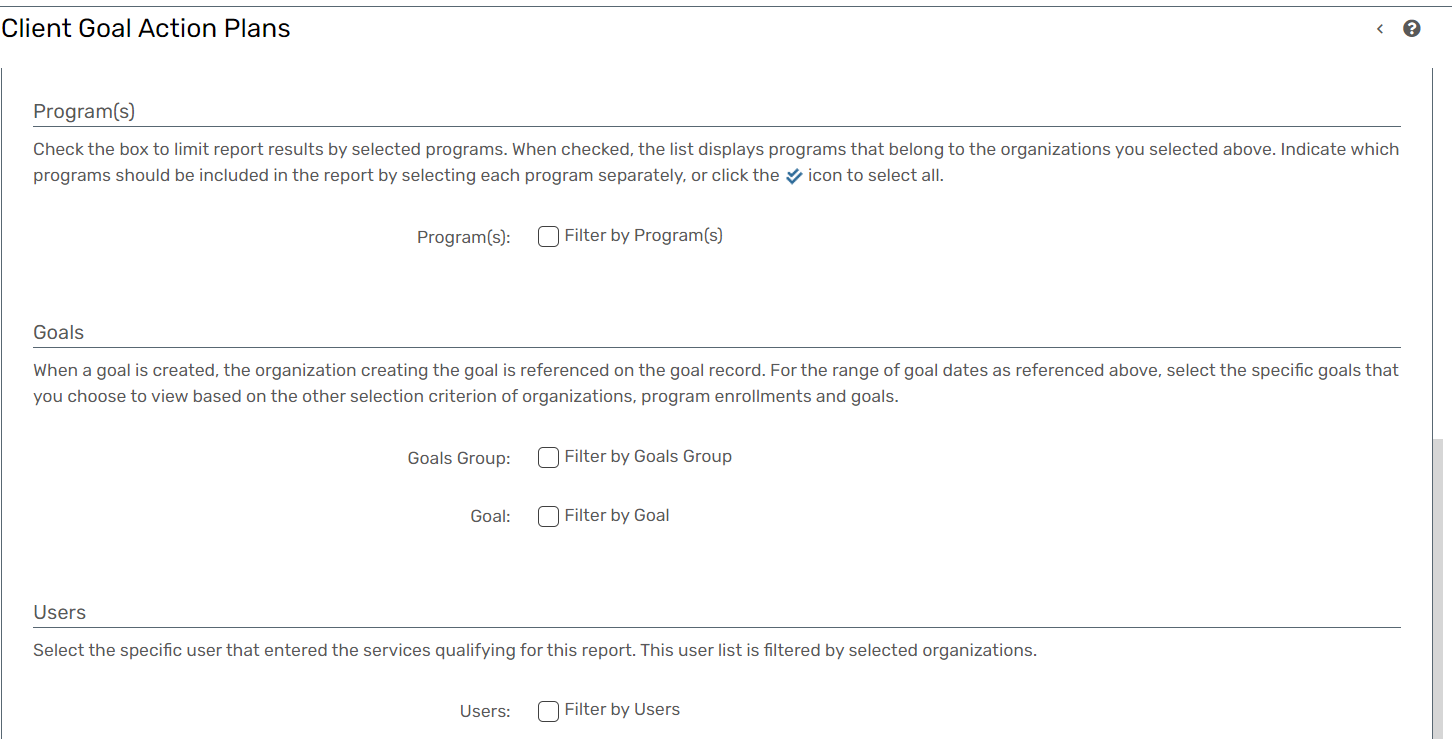 Client Goal Action Plans
Program(s)
Check the box to limit report results by selected programs. When checked, the list displays programs that belong to the organizations you selected above. Indicate which
programs should be included in the report by selecting each program separately, or click the icon to select all.
Program(s): Filter by Program(s)
Goals
When a goal is created, the organization creating the goal is referenced on the goal record. For the range of goal dates as referenced above, select the specific goals that
you choose to view based on the other selection criterion of organizations, program enrollments and goals.
Goals Group: Filter by Goals Group
Goal: Filter by Goal
Users
Select the specific user that entered the services qualifying for this report. This user list is filtered by selected organizations.
Users: Filter by Users